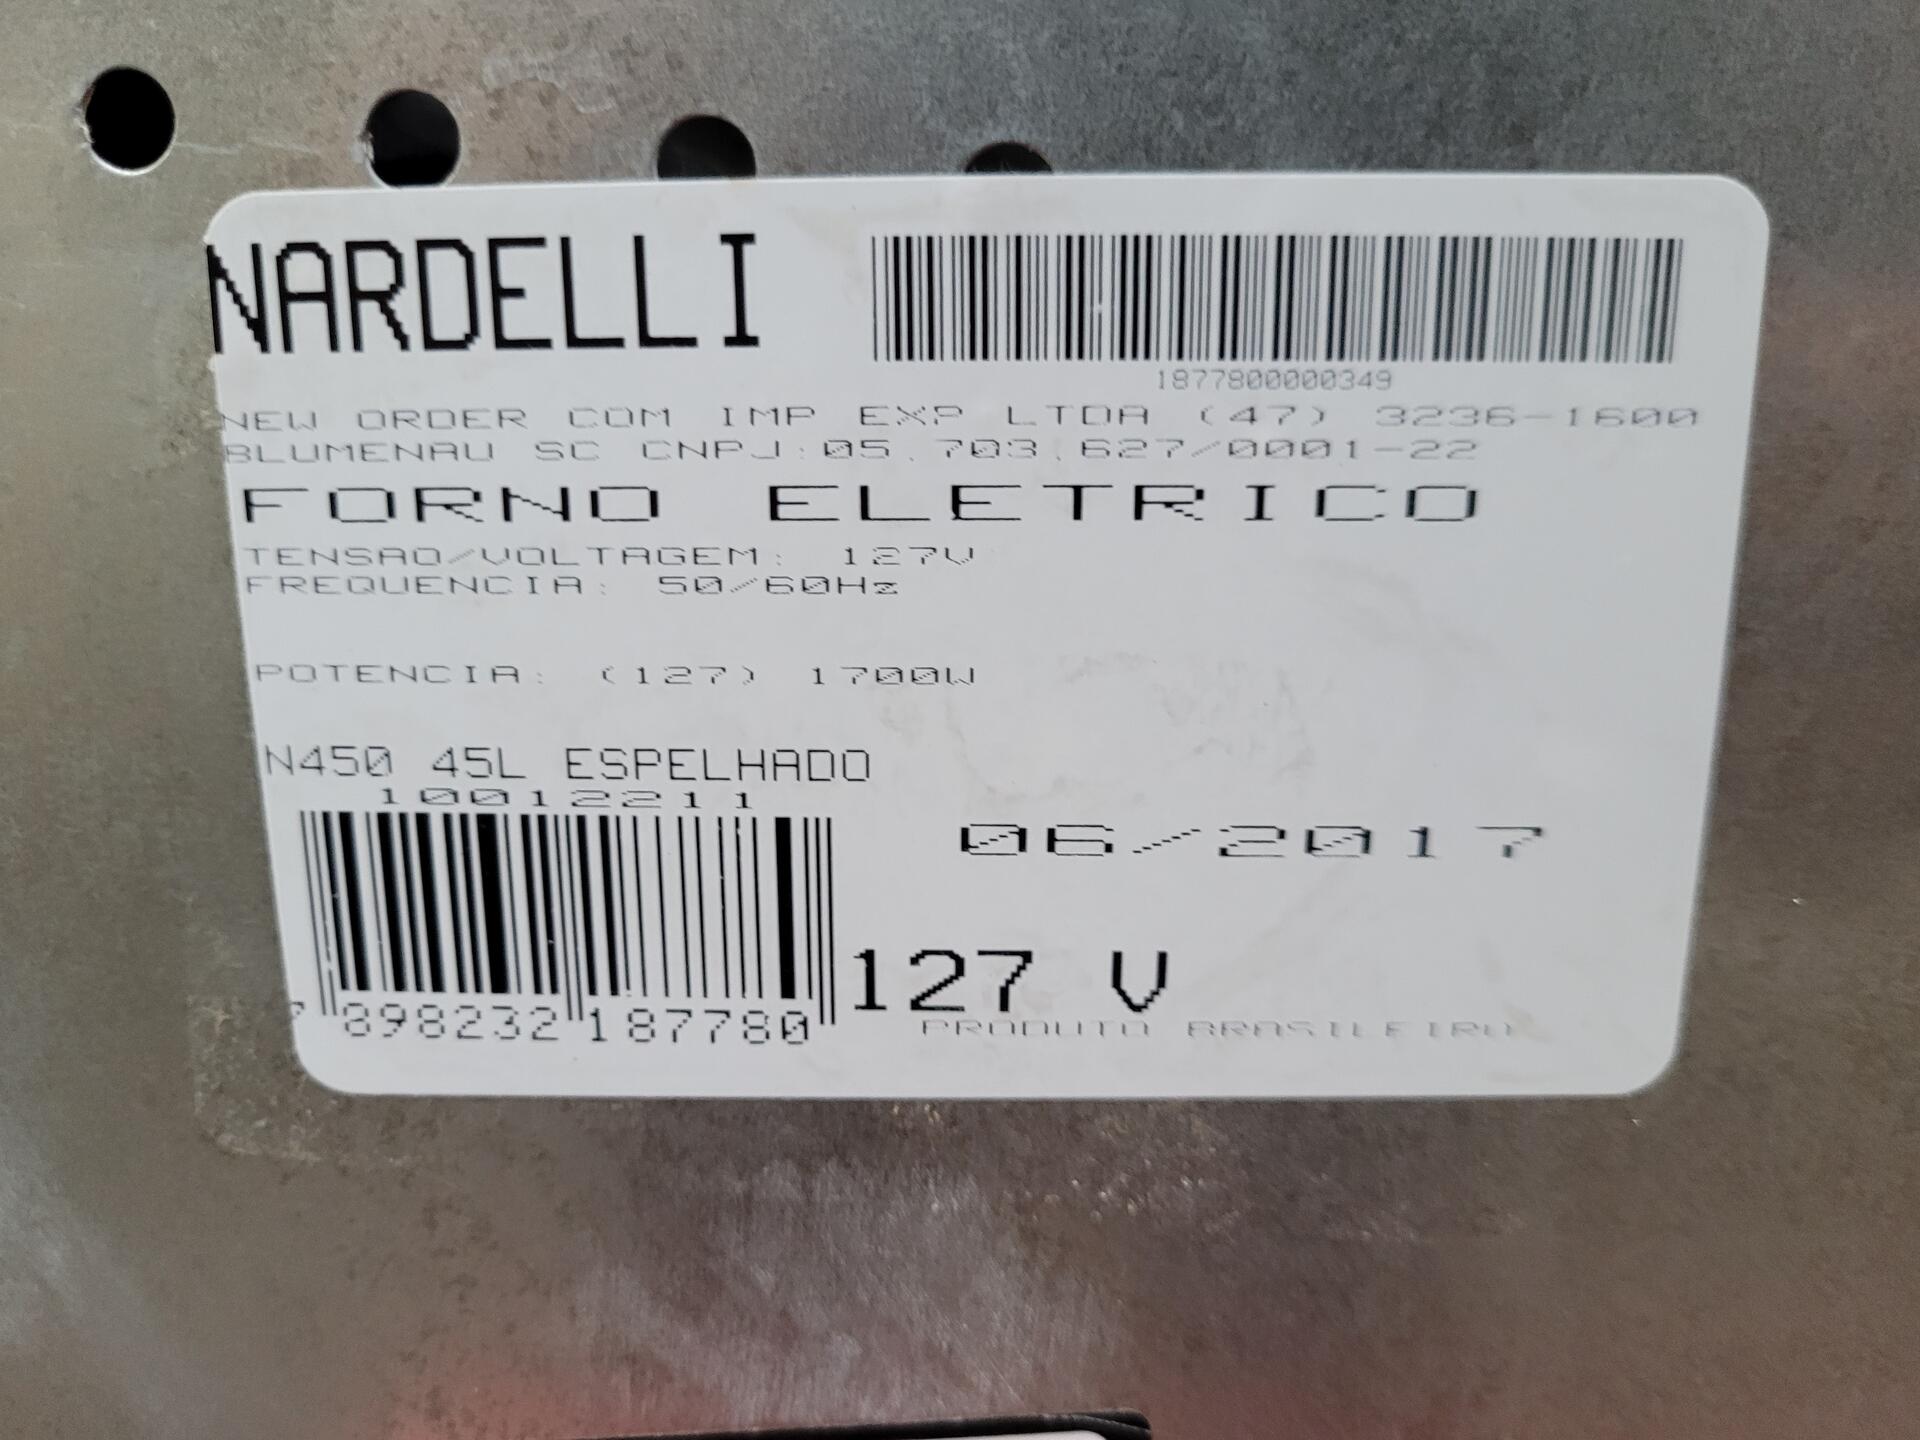 NARDELLI
1877800000349
NEW ORDER COM IMP EXP LTDA (47) 3236-1600
BLUMENAU SC CNPJ:05.703.627/0001-22
FORNO ELETRICO
TENSAO/VOLTAGEM: 127V
FREQUENCIA: 50/60Hz
POTENCIA: (127) 1700W
N450 45L ESPELHADO
10012211
06/2017
7 898232 187780
127 V
PRODUTO BRASILEIRO